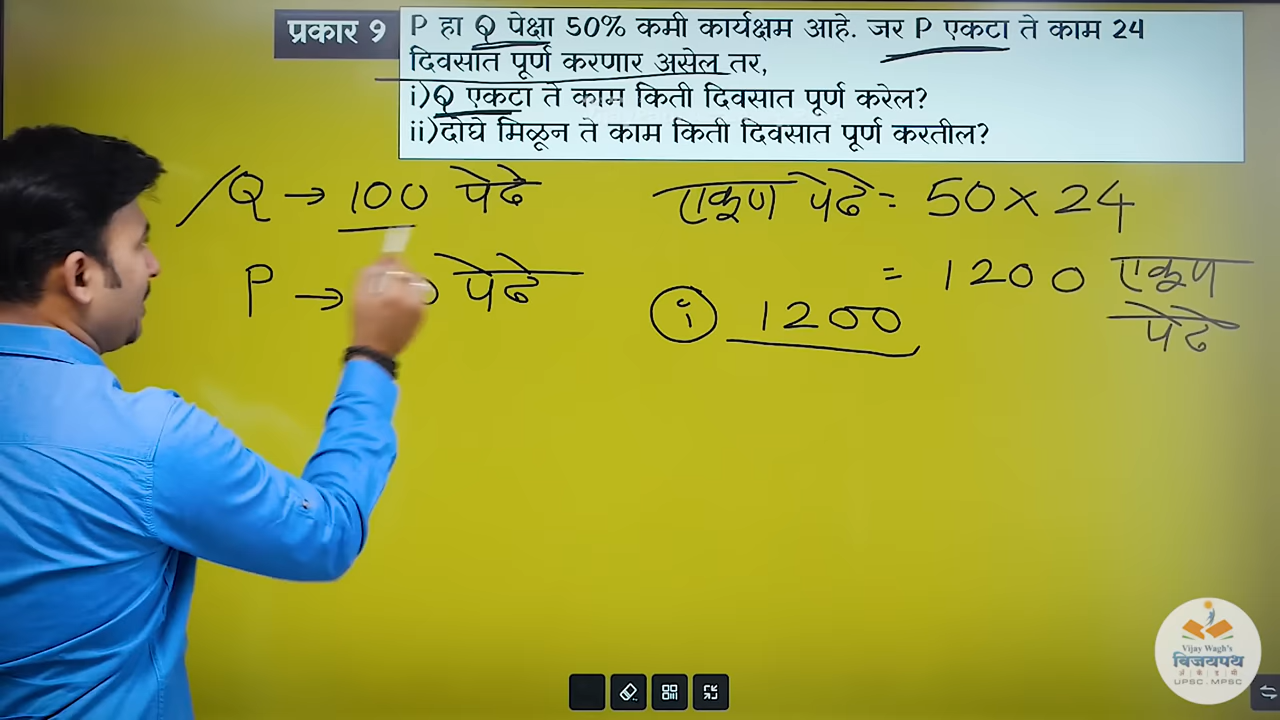 प्रकार 9
P हा Q पेक्षा 50% कमी कार्यक्षम आहे. जर P एकटा ते काम 24
दिवसात पूर्ण करणार असेल तर,
i)Q एकटा ते काम किती दिवसात पूर्ण करेल?
ii)दोघे मिळून ते काम किती दिवसात पूर्ण करतील?
Q → 100 पेढे
P → 0 पेढे
एकूण पेढे = 50 × 24
= 1200 एकूण
पेढे
i 1200
Vijay Wagh's
विजयपथ
UPSC . MPSC